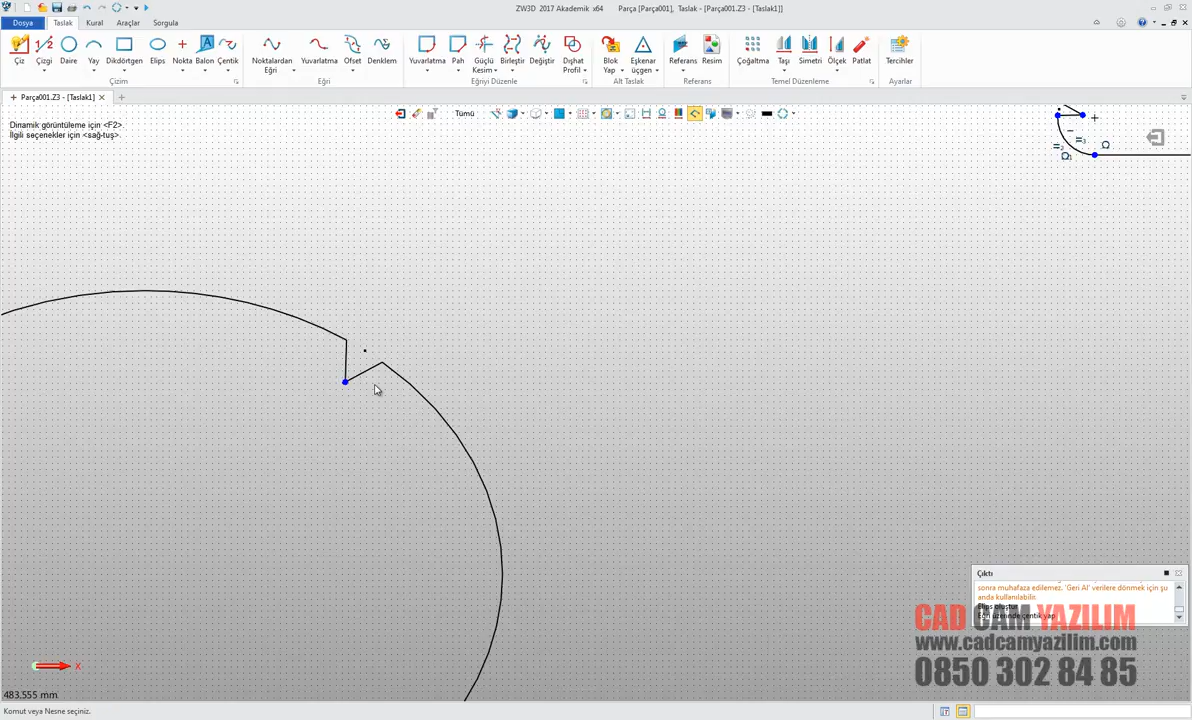 ZW3D 2017 Akademik x64 Parça [Parça001], Taslak - [Parça001.Z3 - [Taslak1]]
Dosya Taslak Kural Araçlar Sorgula
Çiz Çizgi Daire Yay Dikdörtgen Elips Nokta Balon Çentik Noktalardan Eğri Yuvarlatma Ofset Denklem Yuvarlatma Pah Güçlü Kesim Birleştir Değiştir Dışhat Profil Blok Yap Eşkenar üçgen Referans Resim Çoğaltma Taşı Simetri Ölçek Patlat Tercihler
Çizim Eğri Eğriyi Düzenle Alt Taslak Referans Temel Düzenleme Ayarlar
Parça001.Z3 - [Taslak1]
Tümü
Dinamik görüntüleme için <F2>.
İlgili seçenekler için <sağ-tuş>.
Çıktı
sonra muhafaza edilemez. 'Geri Al' verilere dönmek için şu
anda kullanılabilir.
Elips oluştur
Eğri üzerinde çentik yap
CAD CAM YAZILIM
www.cadcamyazilim.com
0850 302 84 85
X
483,555 mm
Komut veya Nesne seçiniz.